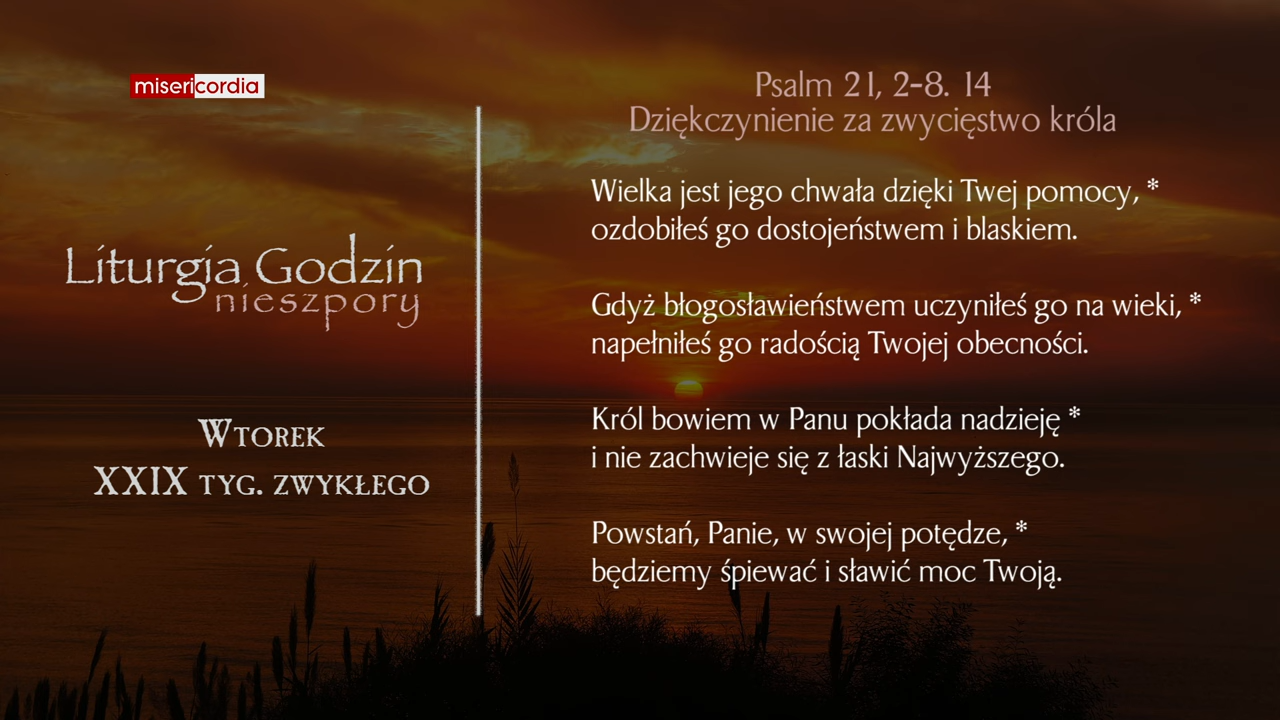 misericordia
Liturgia Godzin
nieszpory
Wtorek
XXIX tyg. zwykłego
Psalm 21, 2-8. 14
Dziękczynienie za zwycięstwo króla
Wielka jest jego chwała dzięki Twej pomocy, *
ozdobiłeś go dostojeństwem i blaskiem.
Gdyż błogosławieństwem uczyniłeś go na wieki, *
napełniłeś go radością Twojej obecności.
Król bowiem w Panu pokłada nadzieję *
i nie zachwieje się z łaski Najwyższego.
Powstań, Panie, w swojej potędze, *
będziemy śpiewać i sławić moc Twoją.